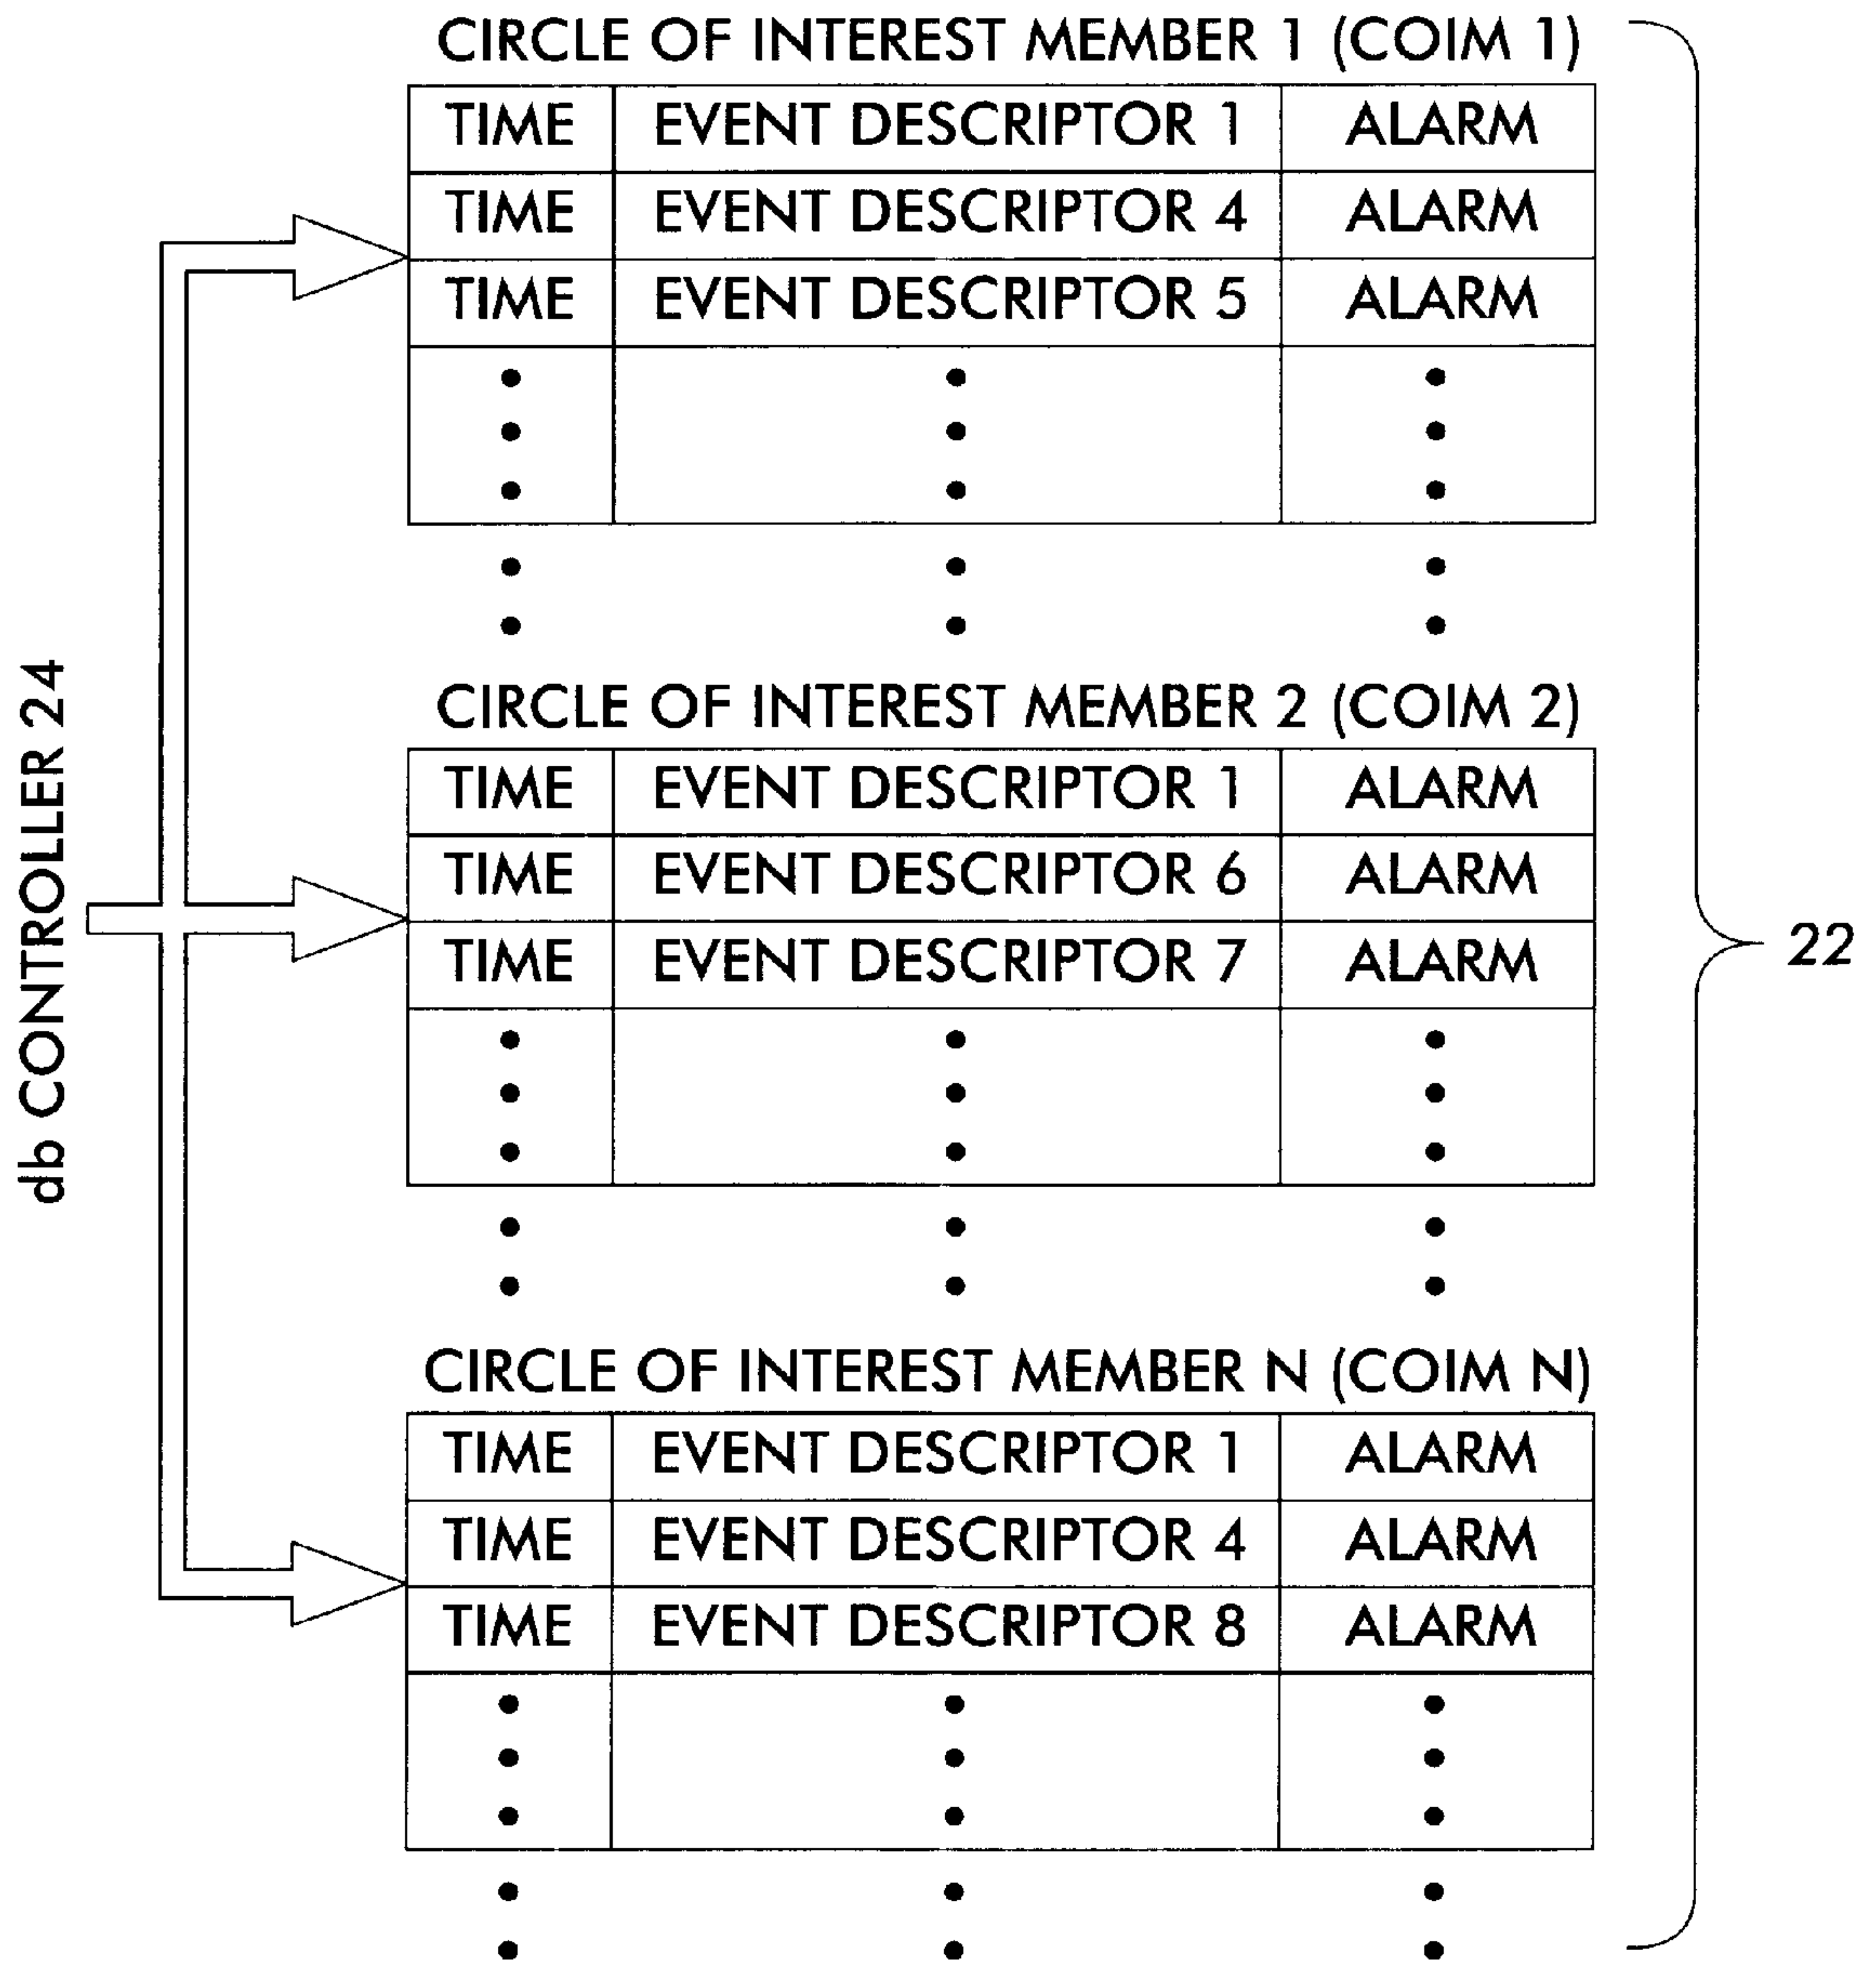 CIRCLE OF INTEREST MEMBER 1 (COIM 1)
TIME EVENT DESCRIPTOR 1 ALARM
TIME EVENT DESCRIPTOR 4 ALARM
TIME EVENT DESCRIPTOR 5 ALARM
db CONTROLLER 24
CIRCLE OF INTEREST MEMBER 2 (COIM 2)
TIME EVENT DESCRIPTOR 1 ALARM
TIME EVENT DESCRIPTOR 6 ALARM
TIME EVENT DESCRIPTOR 7 ALARM
22
CIRCLE OF INTEREST MEMBER N (COIM N)
TIME EVENT DESCRIPTOR 1 ALARM
TIME EVENT DESCRIPTOR 4 ALARM
TIME EVENT DESCRIPTOR 8 ALARM